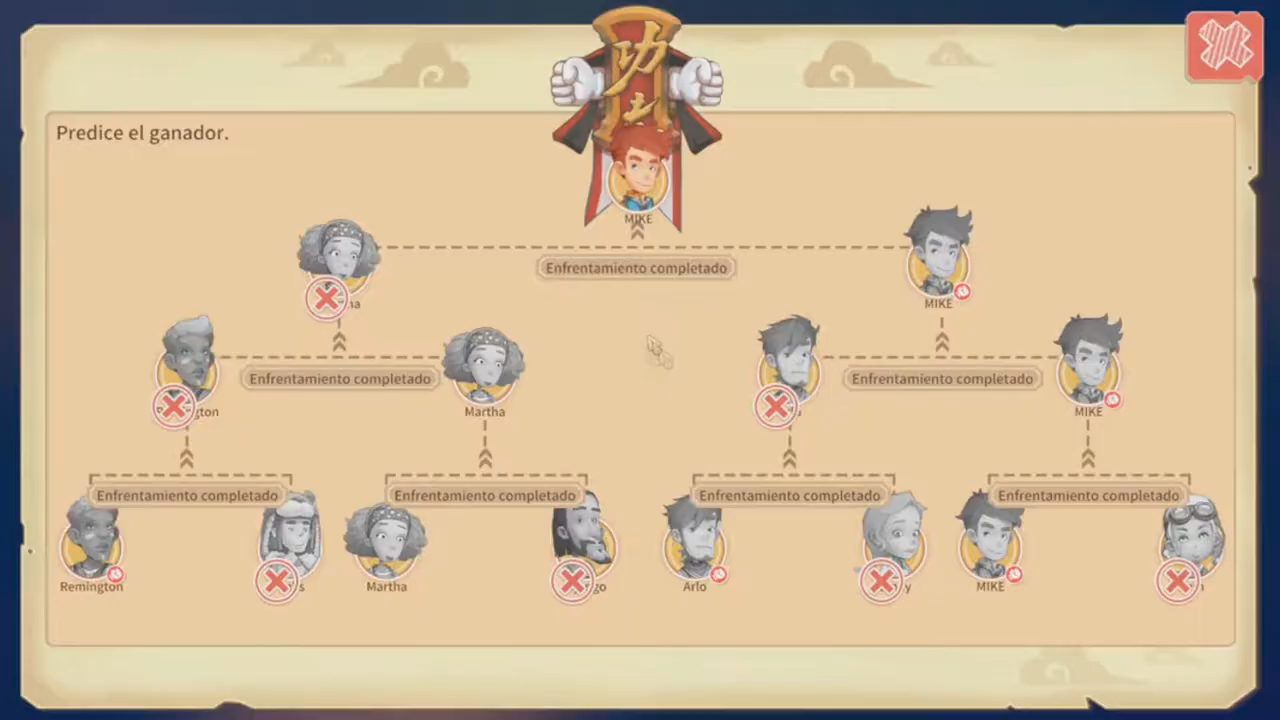 功
Predice el ganador.
MIKE
Enfrentamiento completado
MIKE
Enfrentamiento completado
Enfrentamiento completado
Martha
MIKE
Enfrentamiento completado
Enfrentamiento completado
Enfrentamiento completado
Enfrentamiento completado
Remington
Martha
Arlo
MIKE